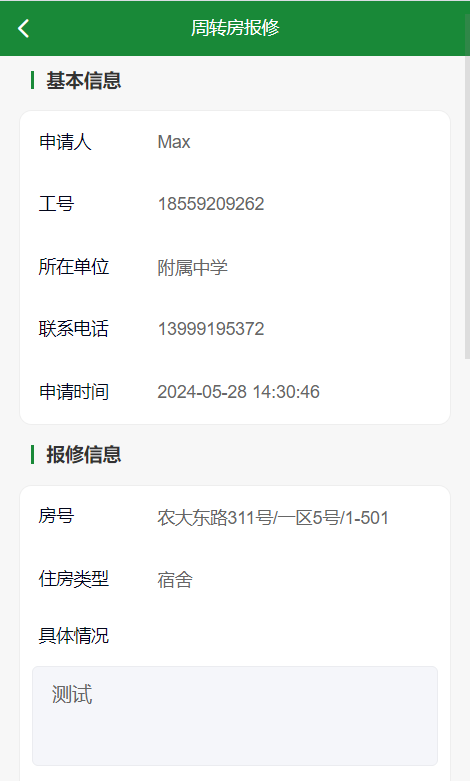 周转房报修
基本信息
申请人 Max
工号 18559209262
所在单位 附属中学
联系电话 13999195372
申请时间 2024-05-28 14:30:46
报修信息
房号 农大东路311号/一区5号/1-501
住房类型 宿舍
具体情况
测试